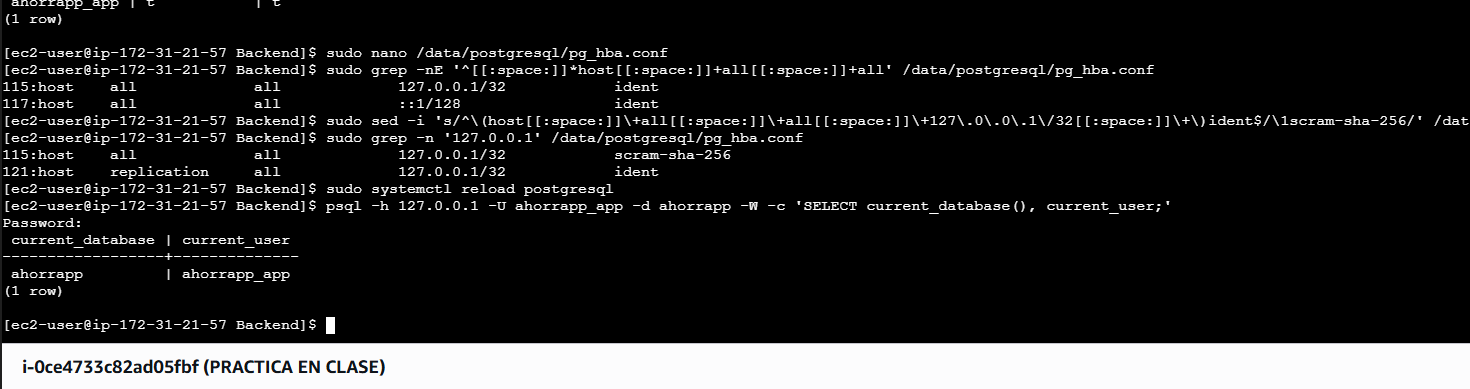 ahorrapp_app | t           | t
(1 row)
[ec2-user@ip-172-31-21-57 Backend]$ sudo nano /data/postgresql/pg_hba.conf
[ec2-user@ip-172-31-21-57 Backend]$ sudo grep -nE '^[[:space:]]*host[[:space:]]+all[[:space:]]+all' /data/postgresql/pg_hba.conf
115:host    all             all             127.0.0.1/32            ident
117:host    all             all             ::1/128                 ident
[ec2-user@ip-172-31-21-57 Backend]$ sudo sed -i 's/^\(host[[:space:]]\+all[[:space:]]\+all[[:space:]]\+127\.0\.0\.1\/32[[:space:]]\+\)ident$/\1scram-sha-256/' /dat
[ec2-user@ip-172-31-21-57 Backend]$ sudo grep -n '127.0.0.1' /data/postgresql/pg_hba.conf
115:host    all             all             127.0.0.1/32            scram-sha-256
121:host    replication     all             127.0.0.1/32            ident
[ec2-user@ip-172-31-21-57 Backend]$ sudo systemctl reload postgresql
[ec2-user@ip-172-31-21-57 Backend]$ psql -h 127.0.0.1 -U ahorrapp_app -d ahorrapp -W -c 'SELECT current_database(), current_user;'
Password:
 current_database | current_user
------------------+--------------
 ahorrapp         | ahorrapp_app
(1 row)
[ec2-user@ip-172-31-21-57 Backend]$
i-0ce4733c82ad05fbf (PRACTICA EN CLASE)